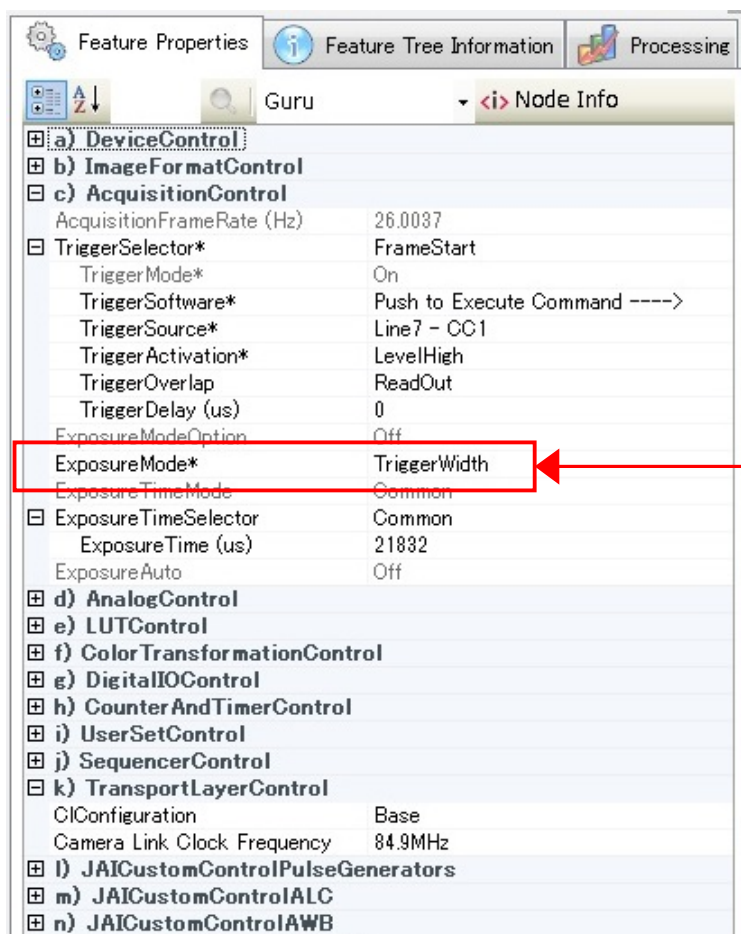 Feature Properties Feature Tree Information Processing
Guru <i> Node Info
a) DeviceControl
b) ImageFormatControl
c) AcquisitionControl
AcquisitionFrameRate (Hz) 26.0037
TriggerSelector* FrameStart
TriggerMode* On
TriggerSoftware* Push to Execute Command ---->
TriggerSource* Line7 - CC1
TriggerActivation* LevelHigh
TriggerOverlap ReadOut
TriggerDelay (us) 0
ExposureModeOption Off
ExposureMode* TriggerWidth
ExposureTimeMode Common
ExposureTimeSelector Common
ExposureTime (us) 21832
ExposureAuto Off
d) AnalogControl
e) LUTControl
f) ColorTransformationControl
g) DigitalIOControl
h) CounterAndTimerControl
i) UserSetControl
j) SequencerControl
k) TransportLayerControl
ClConfiguration Base
Camera Link Clock Frequency 84.9MHz
l) JAICustomControlPulseGenerators
m) JAICustomControlALC
n) JAICustomControlAWB